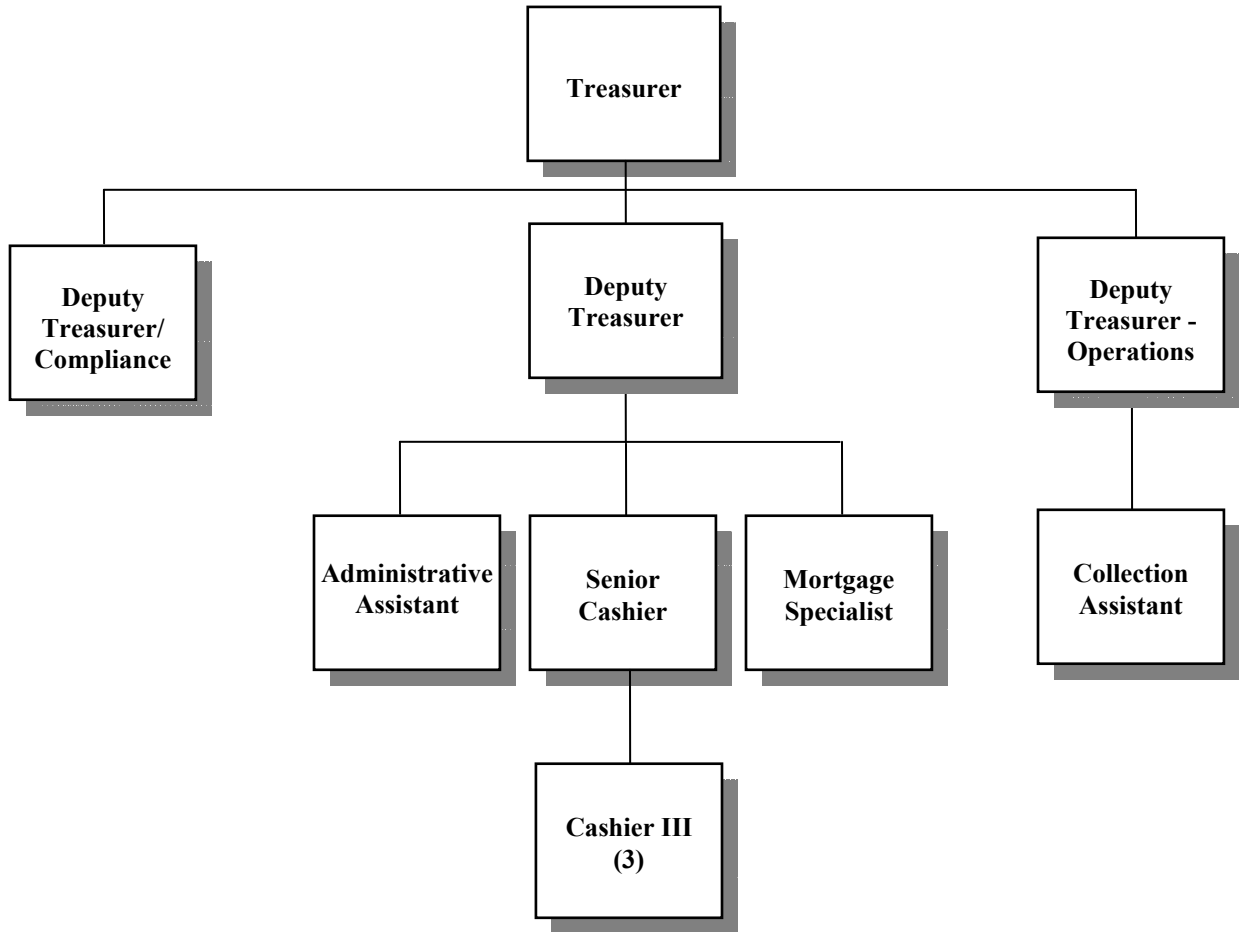 Treasurer
Deputy
Treasurer/
Compliance
Deputy
Treasurer
Deputy
Treasurer -
Operations
Administrative
Assistant
Senior
Cashier
Mortgage
Specialist
Collection
Assistant
Cashier III
(3)